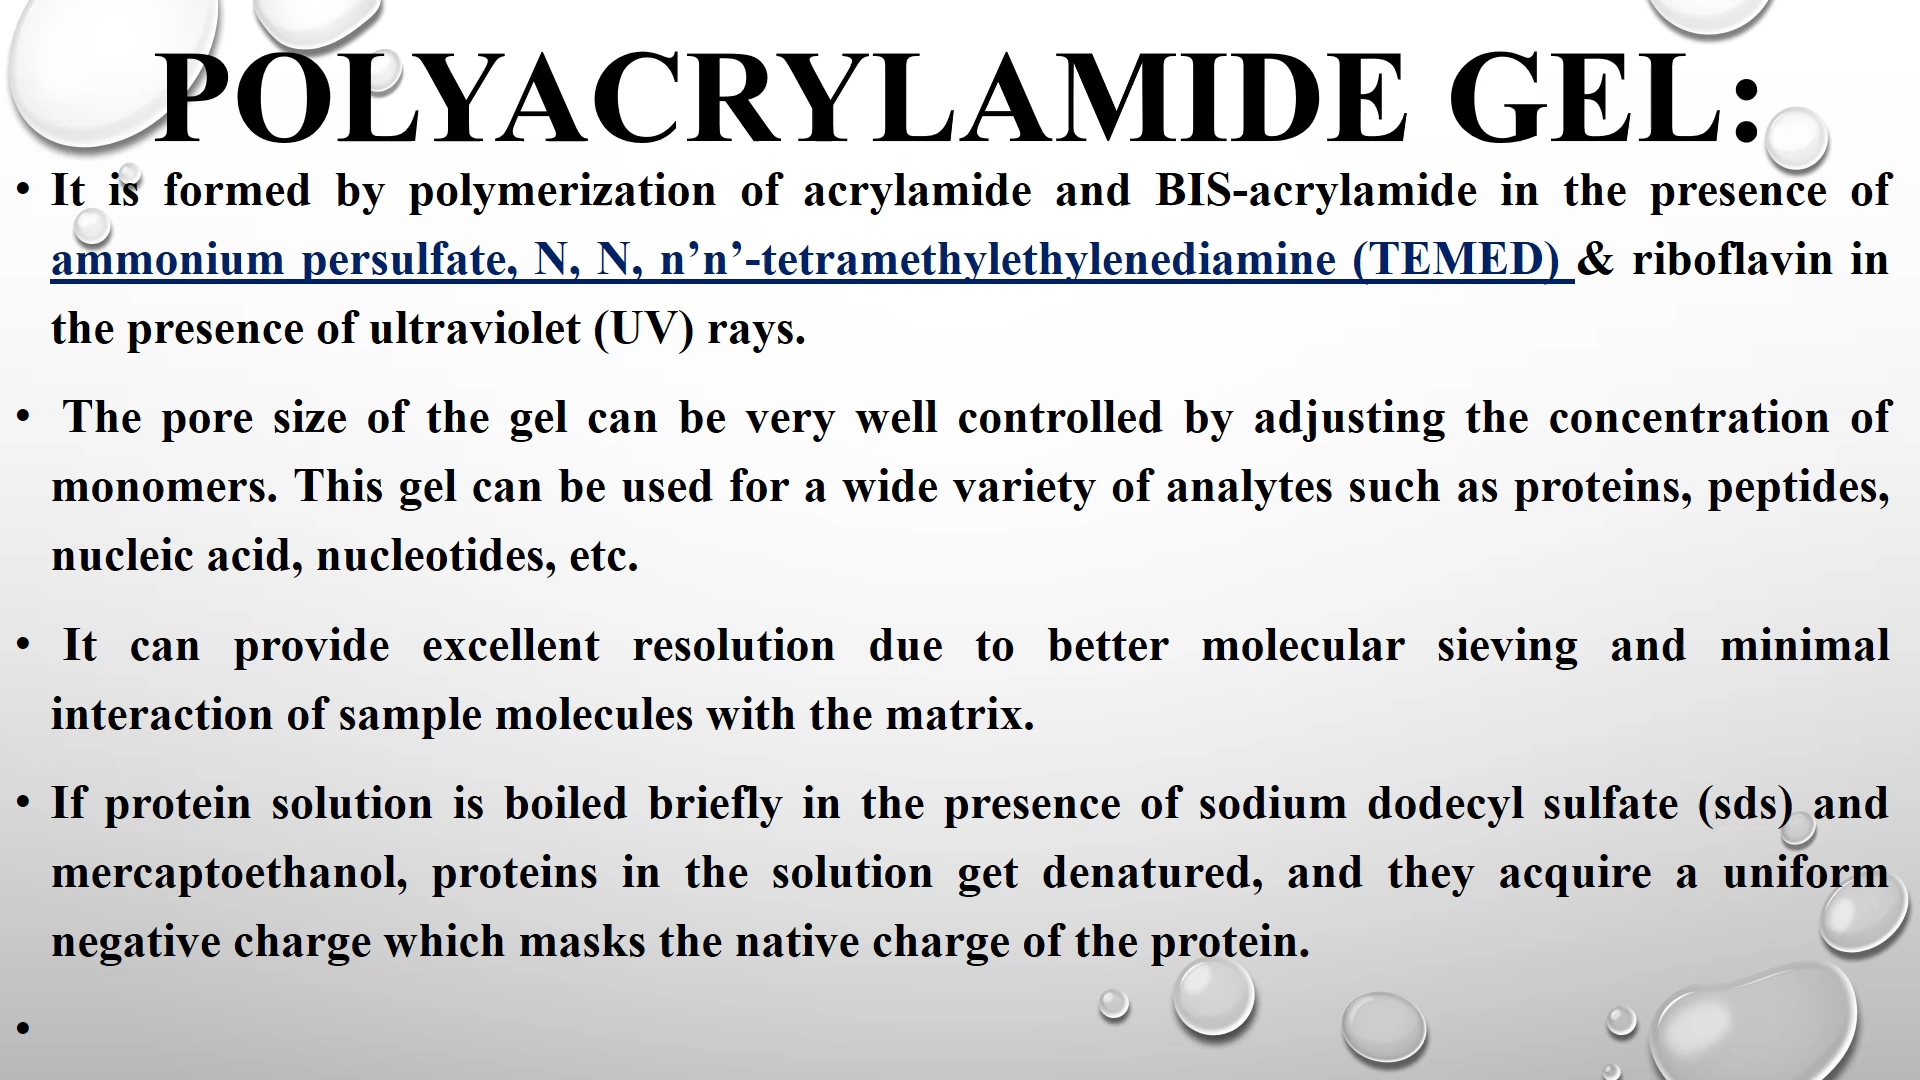 POLYACRYLAMIDE GEL:
• It is formed by polymerization of acrylamide and BIS-acrylamide in the presence of
ammonium persulfate, N, N, n’n’-tetramethylethylenediamine (TEMED) & riboflavin in
the presence of ultraviolet (UV) rays.
• The pore size of the gel can be very well controlled by adjusting the concentration of
monomers. This gel can be used for a wide variety of analytes such as proteins, peptides,
nucleic acid, nucleotides, etc.
• It can provide excellent resolution due to better molecular sieving and minimal
interaction of sample molecules with the matrix.
• If protein solution is boiled briefly in the presence of sodium dodecyl sulfate (sds) and
mercaptoethanol, proteins in the solution get denatured, and they acquire a uniform
negative charge which masks the native charge of the protein.
•